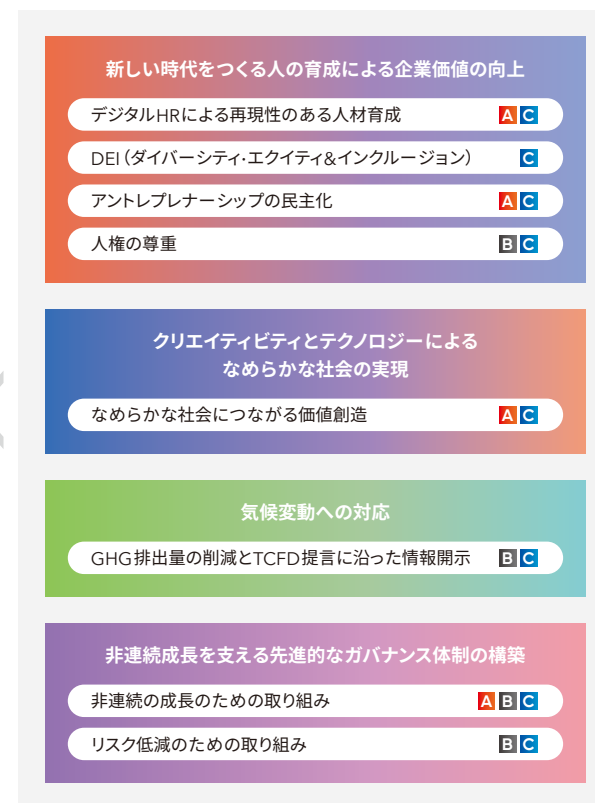 新しい時代をつくる人の育成による企業価値の向上
デジタルHRによる再現性のある人材育成 A C
DEI（ダイバーシティ・エクイティ&インクルージョン） C
アントレプレナーシップの民主化 A C
人権の尊重 B C
クリエイティビティとテクノロジーによる
なめらかな社会の実現
なめらかな社会につながる価値創造 A C
気候変動への対応
GHG排出量の削減とTCFD提言に沿った情報開示 B C
非連続成長を支える先進的なガバナンス体制の構築
非連続の成長のための取り組み A B C
リスク低減のための取り組み B C